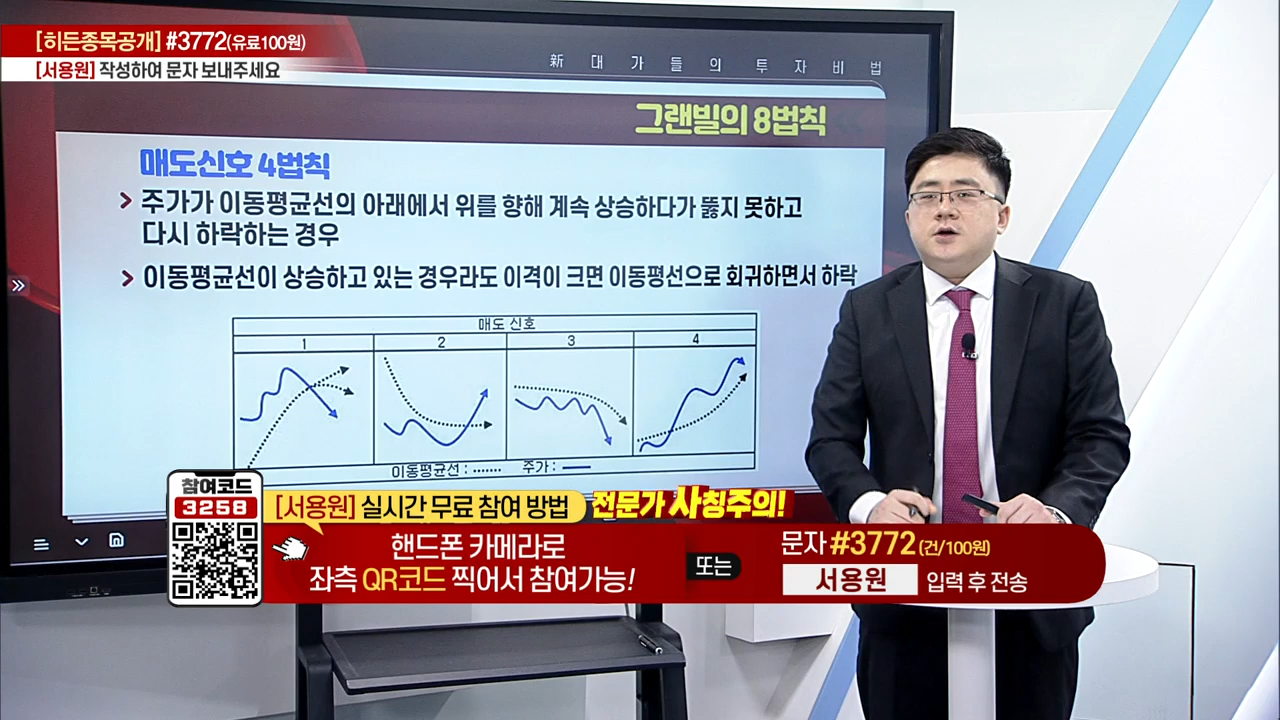 [히든종목공개] #3772(유료100원)
[서용원] 작성하여 문자 보내주세요
新 대 가 들 의 투 자 비 법
그랜빌의 8법칙
매도신호 4법칙
주가가 이동평균선의 아래에서 위를 향해 계속 상승하다가 뚫지 못하고
다시 하락하는 경우
이동평균선이 상승하고 있는 경우라도 이격이 크면 이동평선으로 회귀하면서 하락
매도 신호
1 2 3 4
이동평균선 : 주가 :
참여코드
3258
[서용원] 실시간 무료 참여 방법
전문가 사칭주의!
핸드폰 카메라로
좌측 QR코드 찍어서 참여가능!
또는
문자 #3772 (건/100원)
서용원 입력 후 전송